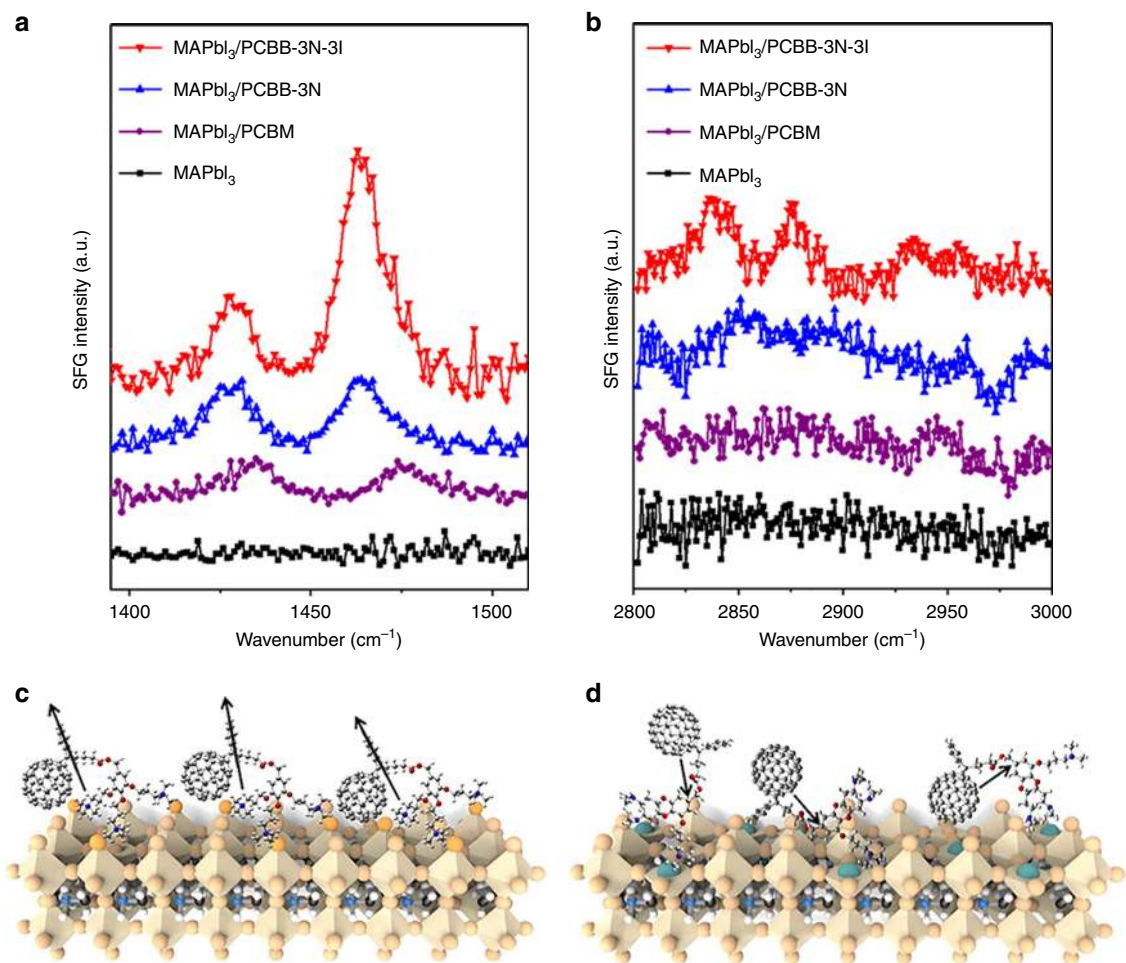 a
MAPbI3/PCBB-3N-3I
MAPbI3/PCBB-3N
MAPbI3/PCBM
MAPbI3
SFG intensity (a.u.)
1400
1450
1500
Wavenumber (cm−1)
b
MAPbI3/PCBB-3N-3I
MAPbI3/PCBB-3N
MAPbI3/PCBM
MAPbI3
SFG intensity (a.u.)
2800
2850
2900
2950
3000
Wavenumber (cm−1)
c
d